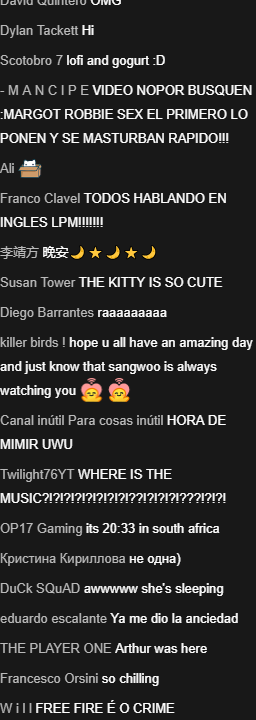 David Quintero OMG
Dylan Tackett Hi
Scotobro 7 lofi and gogurt :D
- M A N C I P E VIDEO NOPOR BUSQUEN
:MARGOT ROBBIE SEX EL PRIMERO LO
PONEN Y SE MASTURBAN RAPIDO!!!
Ali
Franco Clavel TODOS HABLANDO EN
INGLES LPM!!!!!!!
李靖方 晚安🌙★🌙★🌙
Susan Tower THE KITTY IS SO CUTE
Diego Barrantes raaaaaaaaa
killer birds ! hope u all have an amazing day
and just know that sangwoo is always
watching you
Canal inútil Para cosas inútil HORA DE
MIMIR UWU
Twilight76YT WHERE IS THE
MUSIC?!?!?!?!?!?!?!?!??!?!?!?!???!?!?!
OP17 Gaming its 20:33 in south africa
Кристина Кириллова не одна)
DuCk SQuAD awwwww she's sleeping
eduardo escalante Ya me dio la anciedad
THE PLAYER ONE Arthur was here
Francesco Orsini so chilling
W i l l FREE FIRE É O CRIME